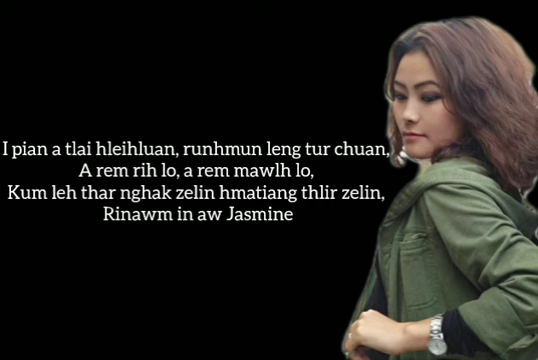 I pian a tlai hleihluan, runhmun leng tur chuan,
A rem rih lo, a rem mawlh lo,
Kum leh thar nghak zelin hmatiang thlir zelin,
Rinawm in aw Jasmine